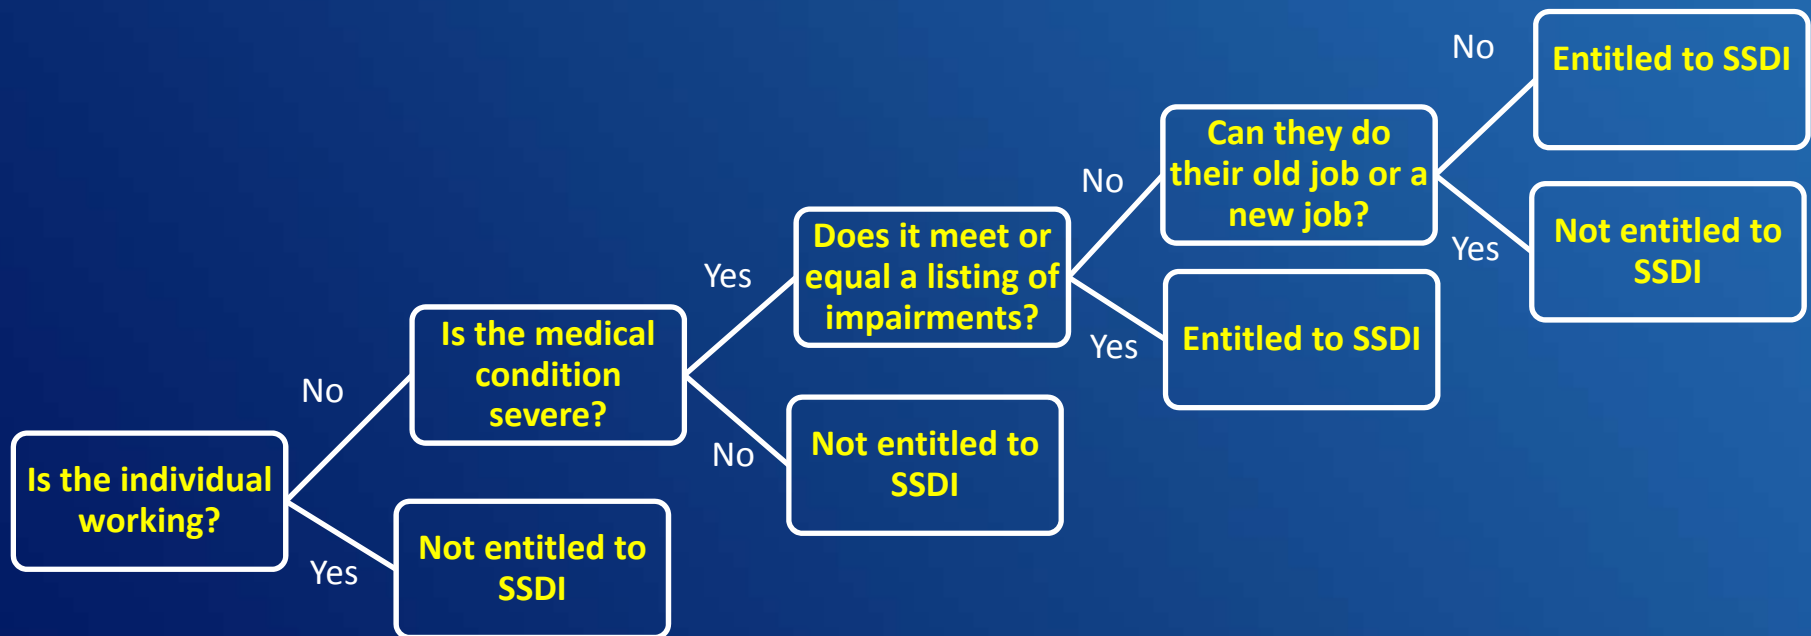 Is the individual
working?
No
Yes
Not entitled to
SSDI
Is the medical
condition
severe?
Yes
No
Not entitled to
SSDI
Does it meet or
equal a listing of
impairments?
No
Yes
Entitled to SSDI
Can they do
their old job or a
new job?
No
Yes
Entitled to SSDI
Not entitled to
SSDI